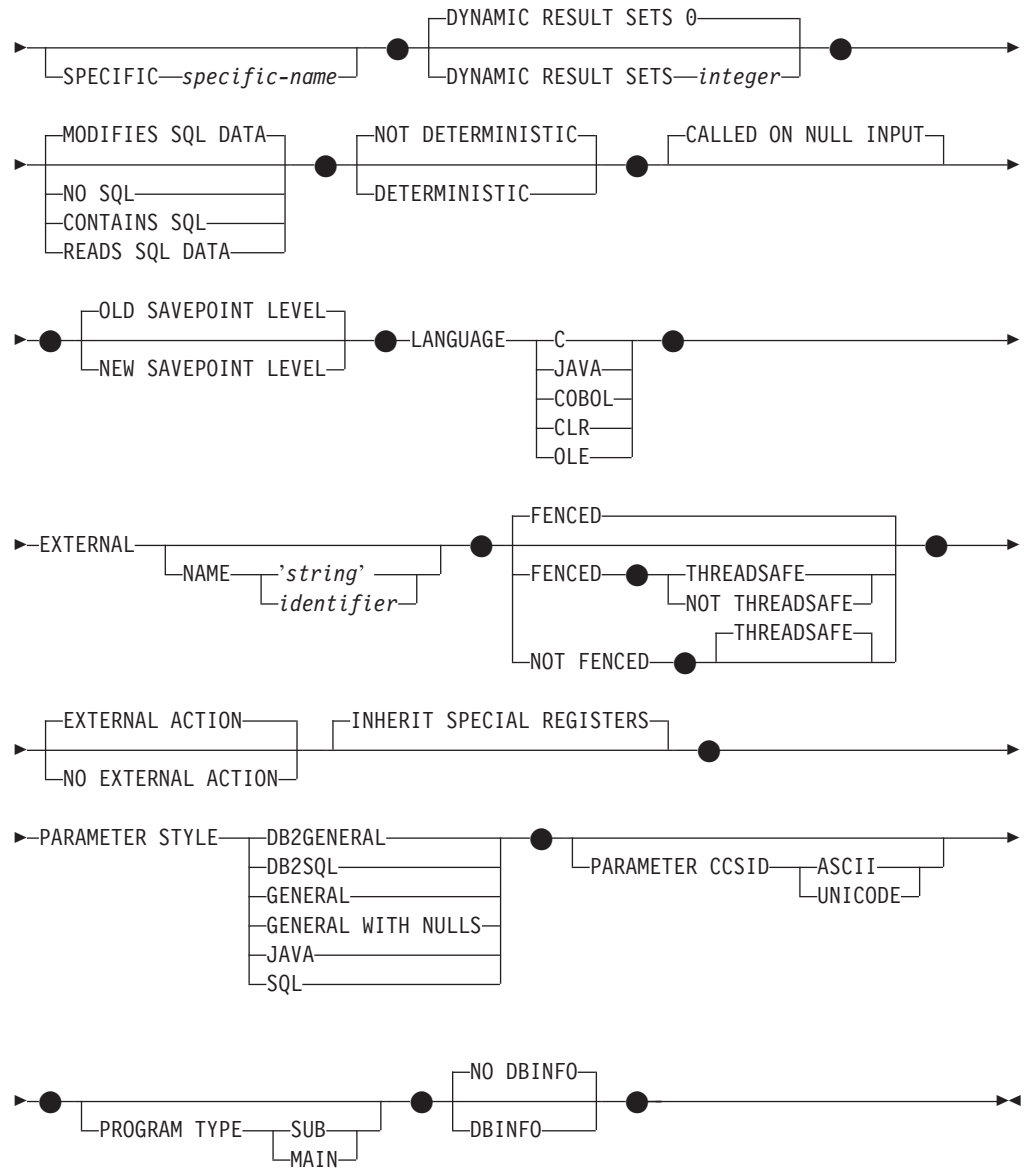 DYNAMIC RESULT SETS 0
SPECIFIC specific-name DYNAMIC RESULT SETS integer
MODIFIES SQL DATA NOT DETERMINISTIC CALLED ON NULL INPUT
NO SQL DETERMINISTIC
CONTAINS SQL
READS SQL DATA
OLD SAVEPOINT LEVEL
LANGUAGE C
NEW SAVEPOINT LEVEL JAVA
COBOL
CLR
OLE
FENCED
EXTERNAL
NAME 'string' FENCED THREADSAFE
identifier NOT THREADSAFE
THREADSAFE
NOT FENCED
EXTERNAL ACTION INHERIT SPECIAL REGISTERS
NO EXTERNAL ACTION
PARAMETER STYLE DB2GENERAL
DB2SQL PARAMETER CCSID ASCII
GENERAL UNICODE
GENERAL WITH NULLS
JAVA
SQL
NO DBINFO
PROGRAM TYPE SUB DBINFO
MAIN